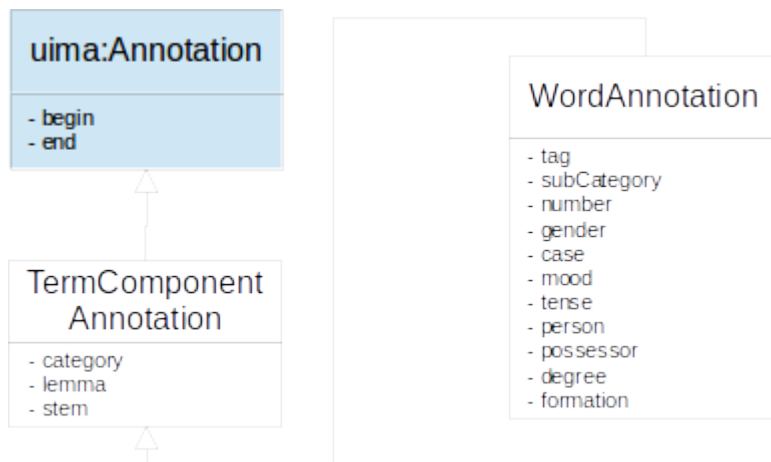 uima:Annotation
- begin
- end
TermComponent
Annotation
- category
- lemma
- stem
WordAnnotation
- tag
- subCategory
- number
- gender
- case
- mood
- tense
- person
- possessor
- degree
- formation